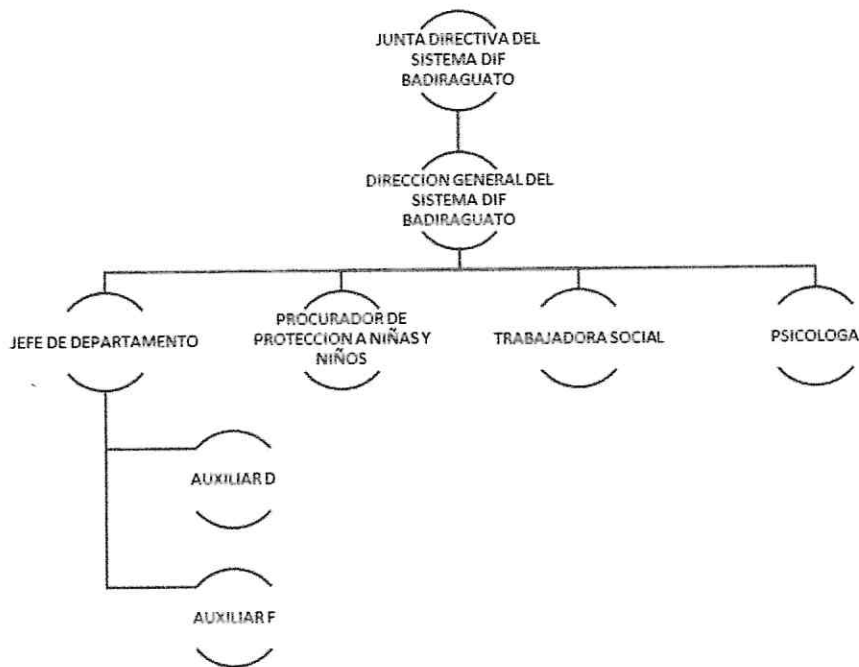 JUNTA DIRECTIVA DEL
SISTEMA DIF
BADIRAGUATO
DIRECCION GENERAL DEL
SISTEMA DIF
BADIRAGUATO
JEFE DE DEPARTAMENTO
PROCURADOR DE
PROTECCION A NIÑAS Y
NIÑOS
TRABAJADORA SOCIAL
PSICOLOGA
AUXILIAR D
AUXILIAR F